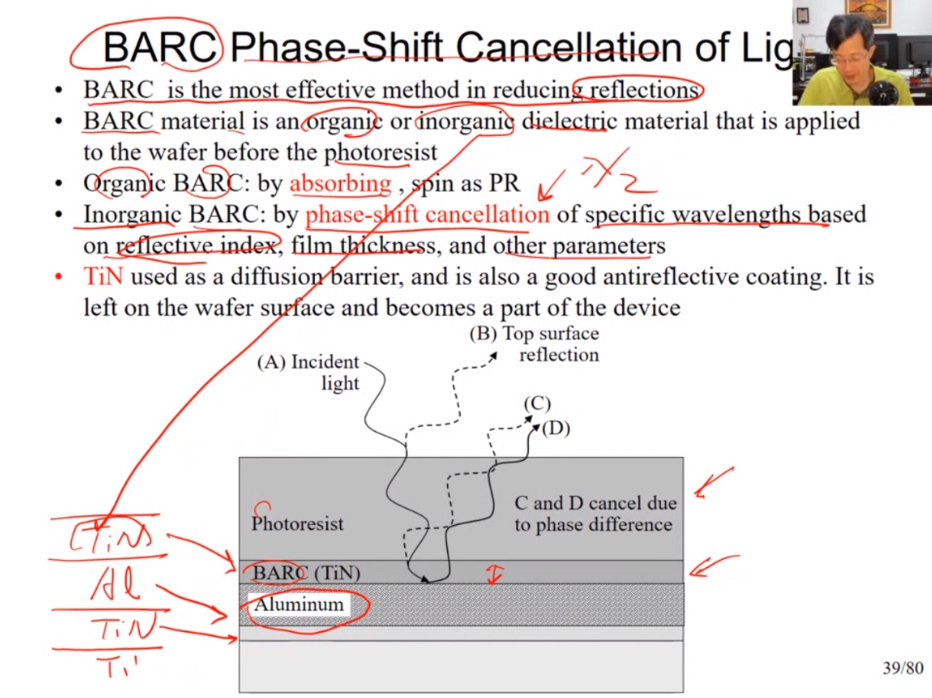 BARC Phase-Shift Cancellation of Lig
• BARC is the most effective method in reducing reflections
• BARC material is an organic or inorganic dielectric material that is applied
to the wafer before the photoresist
• Organic BARC: by absorbing , spin as PR
• Inorganic BARC: by phase-shift cancellation of specific wavelengths based
on reflective index, film thickness, and other parameters
• TiN used as a diffusion barrier, and is also a good antireflective coating. It is
left on the wafer surface and becomes a part of the device
(B) Top surface
reflection
(A) Incident
light
(C)
(D)
C and D cancel due
to phase difference
Photoresist
BARC (TiN)
Aluminum
(TiN)
Al
TiN
Ti
39/80